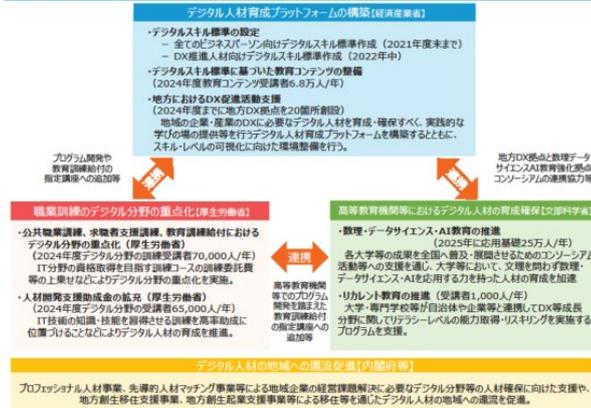 デジタル人材育成プラットフォームの構築【経済産業省】
・デジタルスキル標準の設定
－ 全てのビジネスパーソン向けデジタルスキル標準作成（2021年度末まで）
－ DX推進人材向けデジタルスキル標準作成（2022年中）
・デジタルスキル標準に基づいた教育コンテンツの整備
（2024年度教育コンテンツ受講者6.8万人/年）
・地方におけるDX促進活動支援
（2024年度までに地方DX拠点を20箇所創設）
地域の企業・産業のDXに必要なデジタル人材を育成・確保すべく、実践的な
学びの場の提供等を行うデジタル人材育成プラットフォームを構築するとともに、
スキル・レベルの可視化に向けた環境整備を行う。
プログラム開発や
教育訓練給付の
指定講座への追加等
連携
連携
地方DX拠点と数理データ
サイエンスAI教育強化拠点
コンソーシアムの連携協力等
職業訓練のデジタル分野の重点化【厚生労働省】
・公共職業訓練、求職者支援訓練、教育訓練給付における
デジタル分野の重点化（厚生労働省）
（2024年度デジタル分野の訓練受講者70,000人/年）
IT分野の資格取得を目指す訓練コースの訓練委託費
等の上乗せなどによりデジタル分野の重点化を実施。
・人材開発支援助成金の拡充（厚生労働省）
（2024年度デジタル分野の受講者65,000人/年）
IT技術の知識・技能を習得させる訓練を高率助成に
位置づけることなどによりデジタル人材の育成を推進。
連携
高等教育機関
等でのプログラム
開発を踏まえた
教育訓練給付
の指定講座への
追加等
高等教育機関等におけるデジタル人材の育成確保【文部科学省】
・数理・データサイエンス・AI教育の推進
（2025年に応用基礎25万人/年）
各大学等の成果を全国へ普及・展開させるためのコンソーシアム
活動等への支援を通し、大学等において、文理を問わず数理・
データサイエンス・AIを応用する力を持った人材の育成を加速
・リカレント教育の推進（受講者1,000人/年）
大学・専門学校等が自治体や企業等と連携してDX等成長
分野に関してリテラシーレベルの能力取得・リスキリングを実施する
プログラムを支援。
デジタル人材の地域への還流促進【内閣府等】
プロフェッショナル人材事業、先導的人材マッチング事業等による地域企業の経営課題解決に必要なデジタル分野等の人材確保に向けた支援や、
地方創生移住支援事業、地方創生起業支援事業等による移住等を通じたデジタル人材の地域への還流を促進。